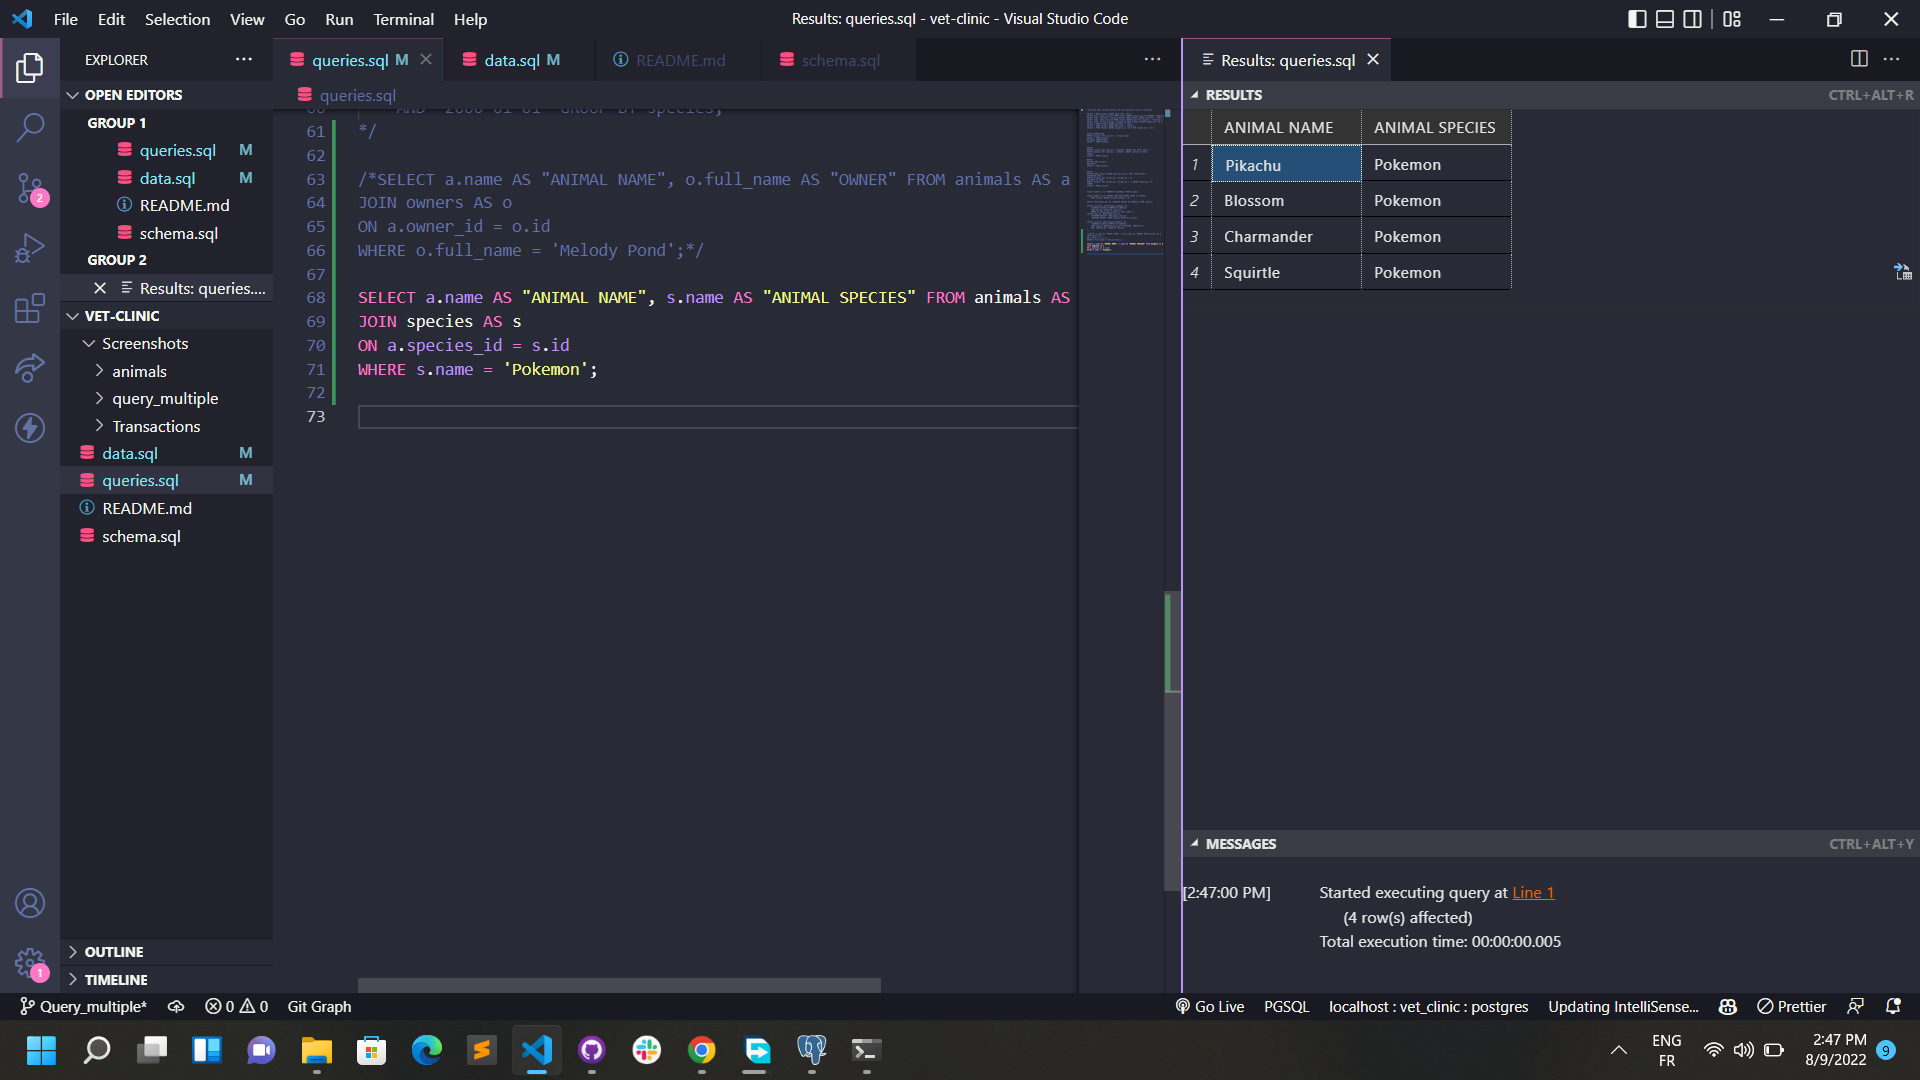 File Edit Selection View Go Run Terminal Help
Results: queries.sql - vet-clinic - Visual Studio Code
EXPLORER
OPEN EDITORS
GROUP 1
queries.sql M
data.sql M
README.md
schema.sql
GROUP 2
Results: queries....
VET-CLINIC
Screenshots
animals
query_multiple
Transactions
data.sql M
queries.sql M
README.md
schema.sql
OUTLINE
TIMELINE
queries.sql M
data.sql M
README.md
schema.sql
queries.sql
61 */
62
63 /*SELECT a.name AS "ANIMAL NAME", o.full_name AS "OWNER" FROM animals AS a
64 JOIN owners AS o
65 ON a.owner_id = o.id
66 WHERE o.full_name = 'Melody Pond';*/
67
68 SELECT a.name AS "ANIMAL NAME", s.name AS "ANIMAL SPECIES" FROM animals AS
69 JOIN species AS s
70 ON a.species_id = s.id
71 WHERE s.name = 'Pokemon';
72
73
Results: queries.sql
RESULTS CTRL+ALT+R
ANIMAL NAME ANIMAL SPECIES
1 Pikachu Pokemon
2 Blossom Pokemon
3 Charmander Pokemon
4 Squirtle Pokemon
MESSAGES CTRL+ALT+Y
[2:47:00 PM] Started executing query at Line 1
(4 row(s) affected)
Total execution time: 00:00:00.005
2
1
Query_multiple* 0 0 Git Graph
Go Live PGSQL localhost : vet_clinic : postgres Updating IntelliSense... Prettier
ENG
FR
2:47 PM
8/9/2022
9